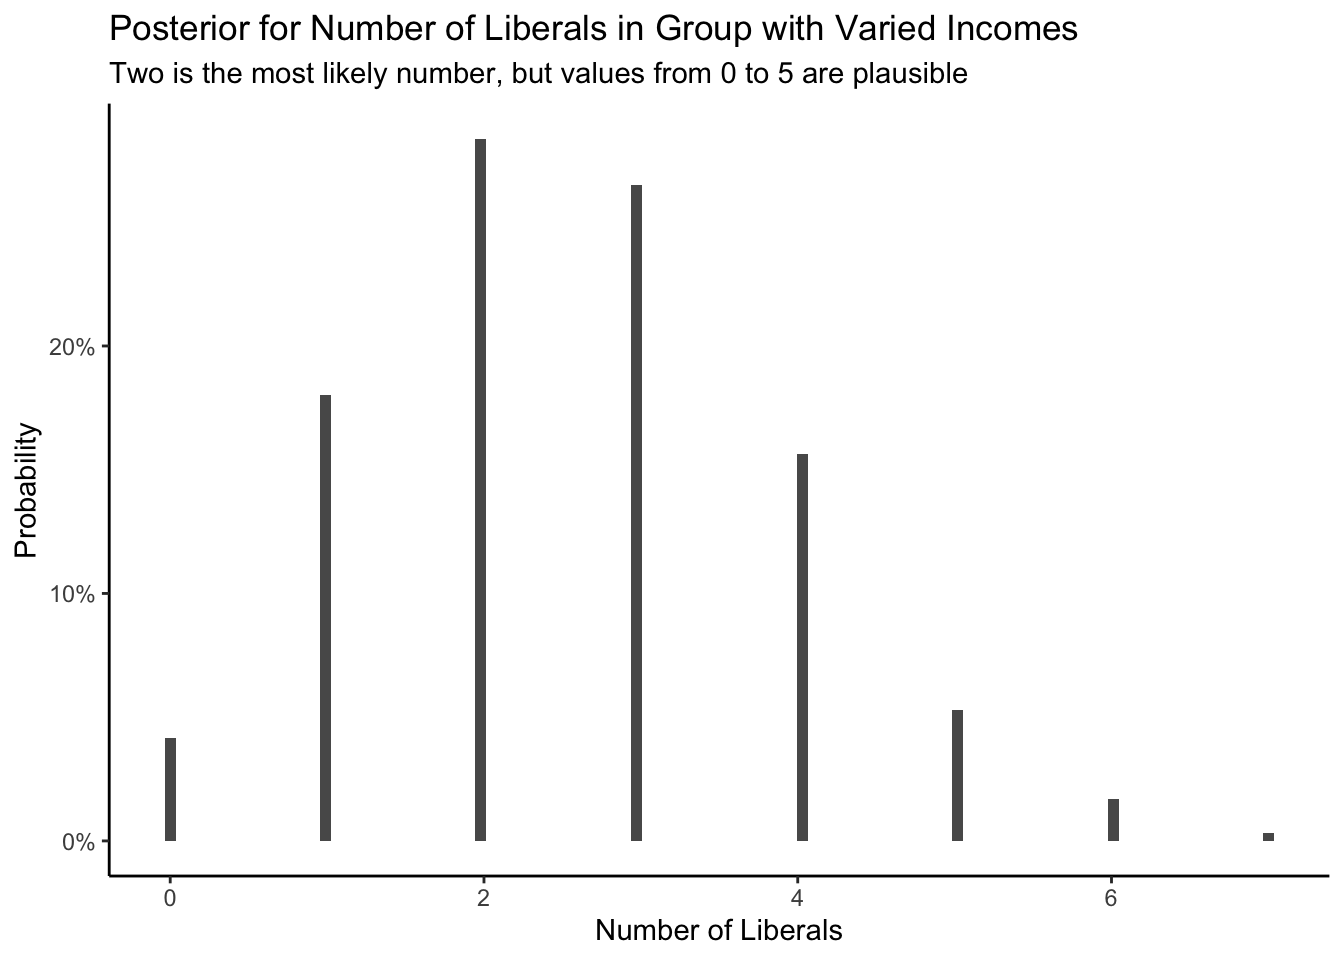 Posterior for Number of Liberals in Group with Varied Incomes
Two is the most likely number, but values from 0 to 5 are plausible
20%
10%
0%
Probability
0 2 4 6
Number of Liberals